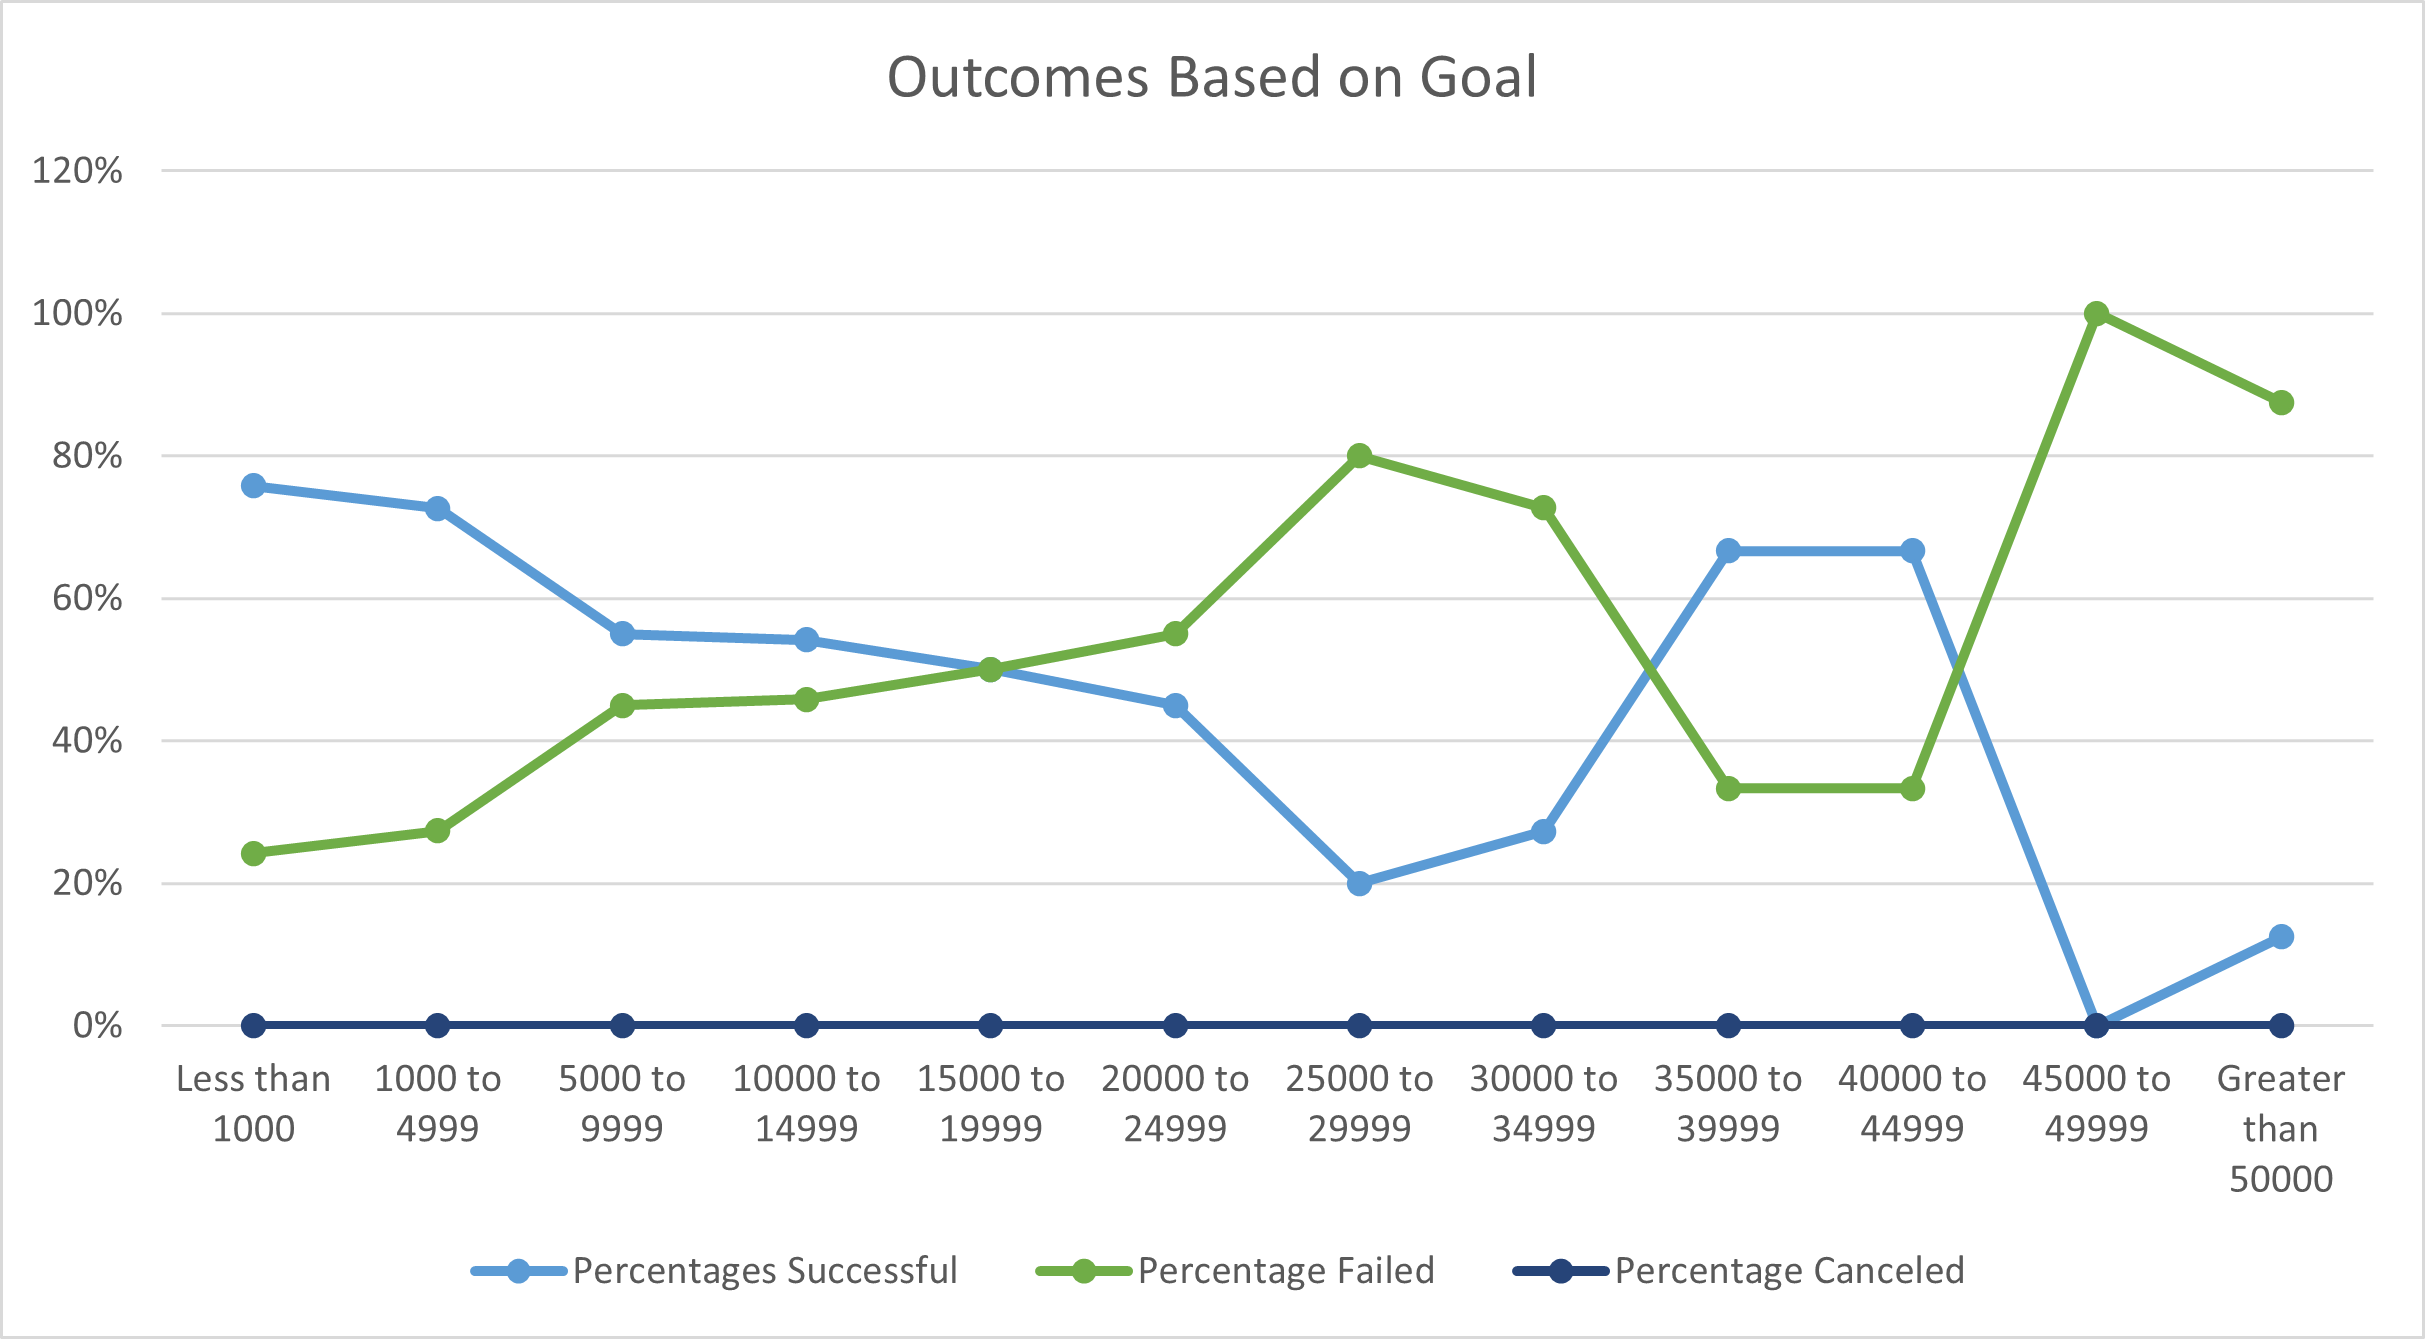 Outcomes Based on Goal
120%
100%
80%
60%
40%
20%
0%
Less than
1000
1000 to
4999
5000 to
9999
10000 to
14999
15000 to
19999
20000 to
24999
25000 to
29999
30000 to
34999
35000 to
39999
40000 to
44999
45000 to
49999
Greater
than
50000
Percentages Successful
Percentage Failed
Percentage Canceled